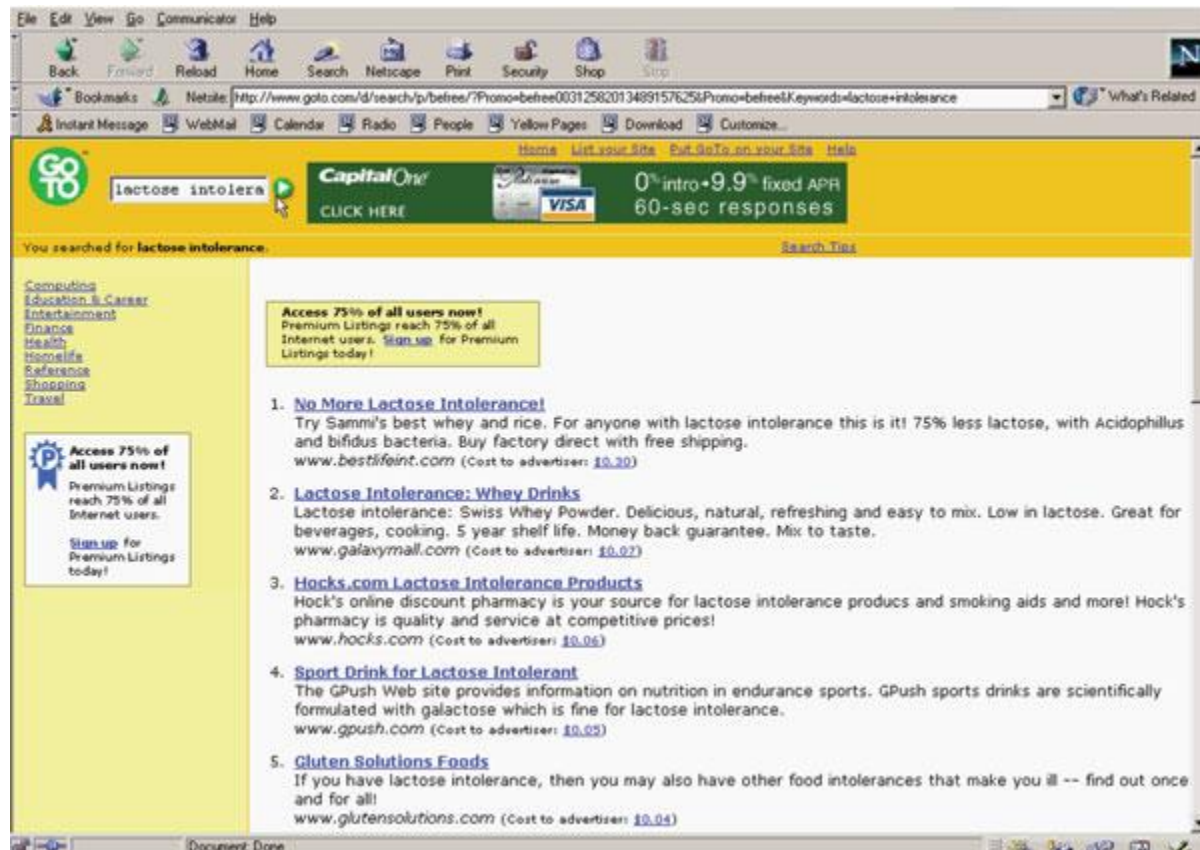 File Edit View Go Communicator Help
Back Forward Reload Home Search Netscape Print Security Shop Stop
N
Bookmarks Netsite: http://www.goto.com/d/search/p/befree/?Promo=befree00312582013489157625&Promo=befree&Keywords=lactose+intolerance What's Related
Instant Message WebMail Calendar Radio People Yellow Pages Download Customize...
Home List your Site Put GoTo on your Site Help
GO TO
lactose intolera
CapitalOne
CLICK HERE
VISA
0% intro•9.9% fixed APR
60-sec responses
You searched for lactose intolerance.
Search Tips
Computing
Education & Career
Entertainment
Finance
Health
Homelife
Reference
Shopping
Travel
Access 75% of
all users now!
Premium Listings
reach 75% of all
Internet users.
Sign up for
Premium Listings
today!
Access 75% of all users now!
Premium Listings reach 75% of all
Internet users. Sign up for Premium
Listings today!
1. No More Lactose Intolerance!
Try Sammi's best whey and rice. For anyone with lactose intolerance this is it! 75% less lactose, with Acidophillus
and bifidus bacteria. Buy factory direct with free shipping.
www.bestlifeint.com (Cost to advertiser: $0.30)
2. Lactose Intolerance: Whey Drinks
Lactose intolerance: Swiss Whey Powder. Delicious, natural, refreshing and easy to mix. Low in lactose. Great for
beverages, cooking. 5 year shelf life. Money back guarantee. Mix to taste.
www.galaxymall.com (Cost to advertiser: $0.07)
3. Hocks.com Lactose Intolerance Products
Hock's online discount pharmacy is your source for lactose intolerance producs and smoking aids and more! Hock's
pharmacy is quality and service at competitive prices!
www.hocks.com (Cost to advertiser: $0.06)
4. Sport Drink for Lactose Intolerant
The GPush Web site provides information on nutrition in endurance sports. GPush sports drinks are scientifically
formulated with galactose which is fine for lactose intolerance.
www.gpush.com (Cost to advertiser: $0.05)
5. Gluten Solutions Foods
If you have lactose intolerance, then you may also have other food intolerances that make you ill -- find out once
and for all!
www.glutensolutions.com (Cost to advertiser: $0.04)
Document: Done